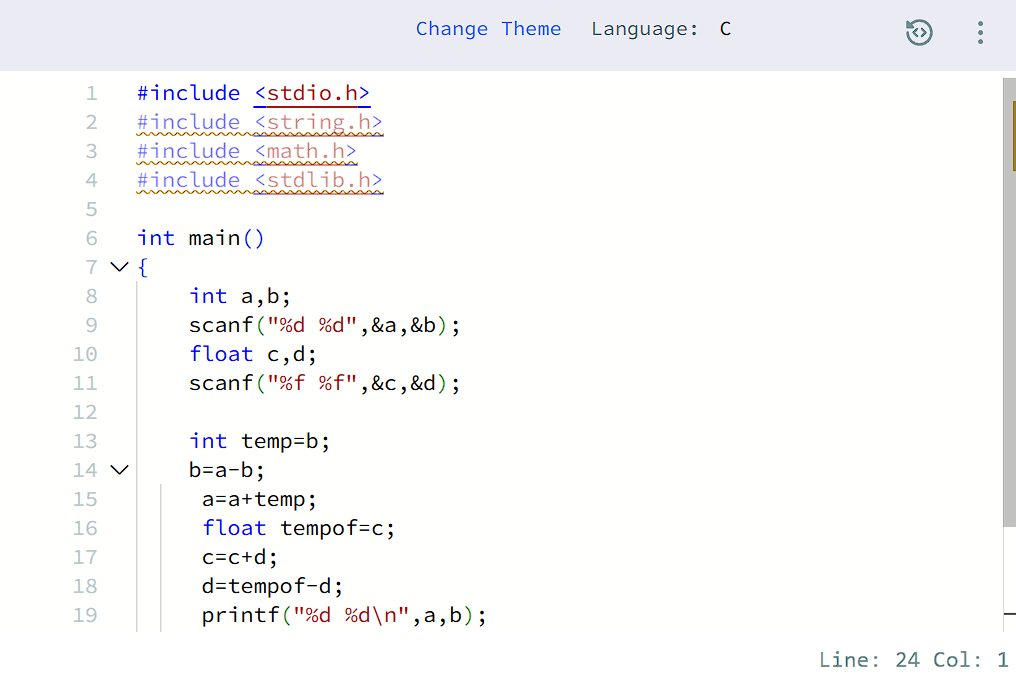 Change Theme Language: C
1 #include <stdio.h>
2 #include <string.h>
3 #include <math.h>
4 #include <stdlib.h>
5
6 int main()
7 {
8 int a,b;
9 scanf("%d %d",&a,&b);
10 float c,d;
11 scanf("%f %f",&c,&d);
12
13 int temp=b;
14 b=a-b;
15 a=a+temp;
16 float tempof=c;
17 c=c+d;
18 d=tempof-d;
19 printf("%d %d\n",a,b);
Line: 24 Col: 1